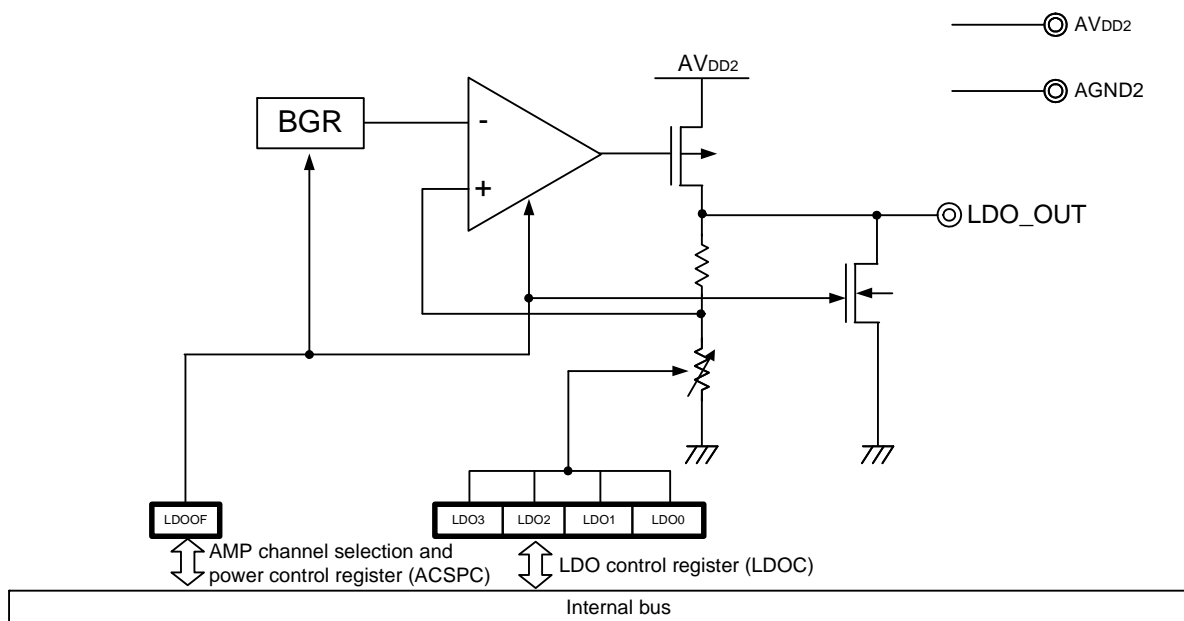 AVDD2
AGND2
AVDD2
BGR
-
+
LDO_OUT
LDOOF
LDO3 LDO2 LDO1 LDO0
AMP channel selection and
power control register (ACSPC)
LDO control register (LDOC)
Internal bus